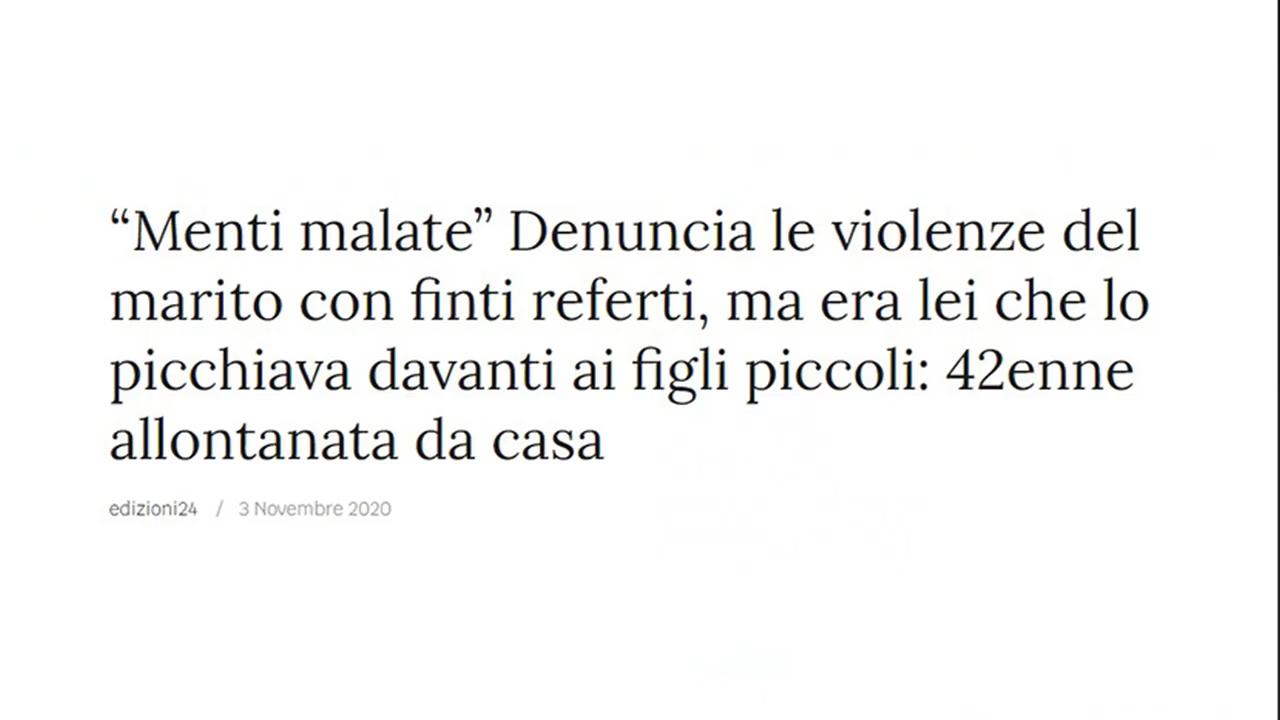 “Menti malate” Denuncia le violenze del
marito con finti referti, ma era lei che lo
picchiava davanti ai figli piccoli: 42enne
allontanata da casa
edizioni24 / 3 Novembre 2020